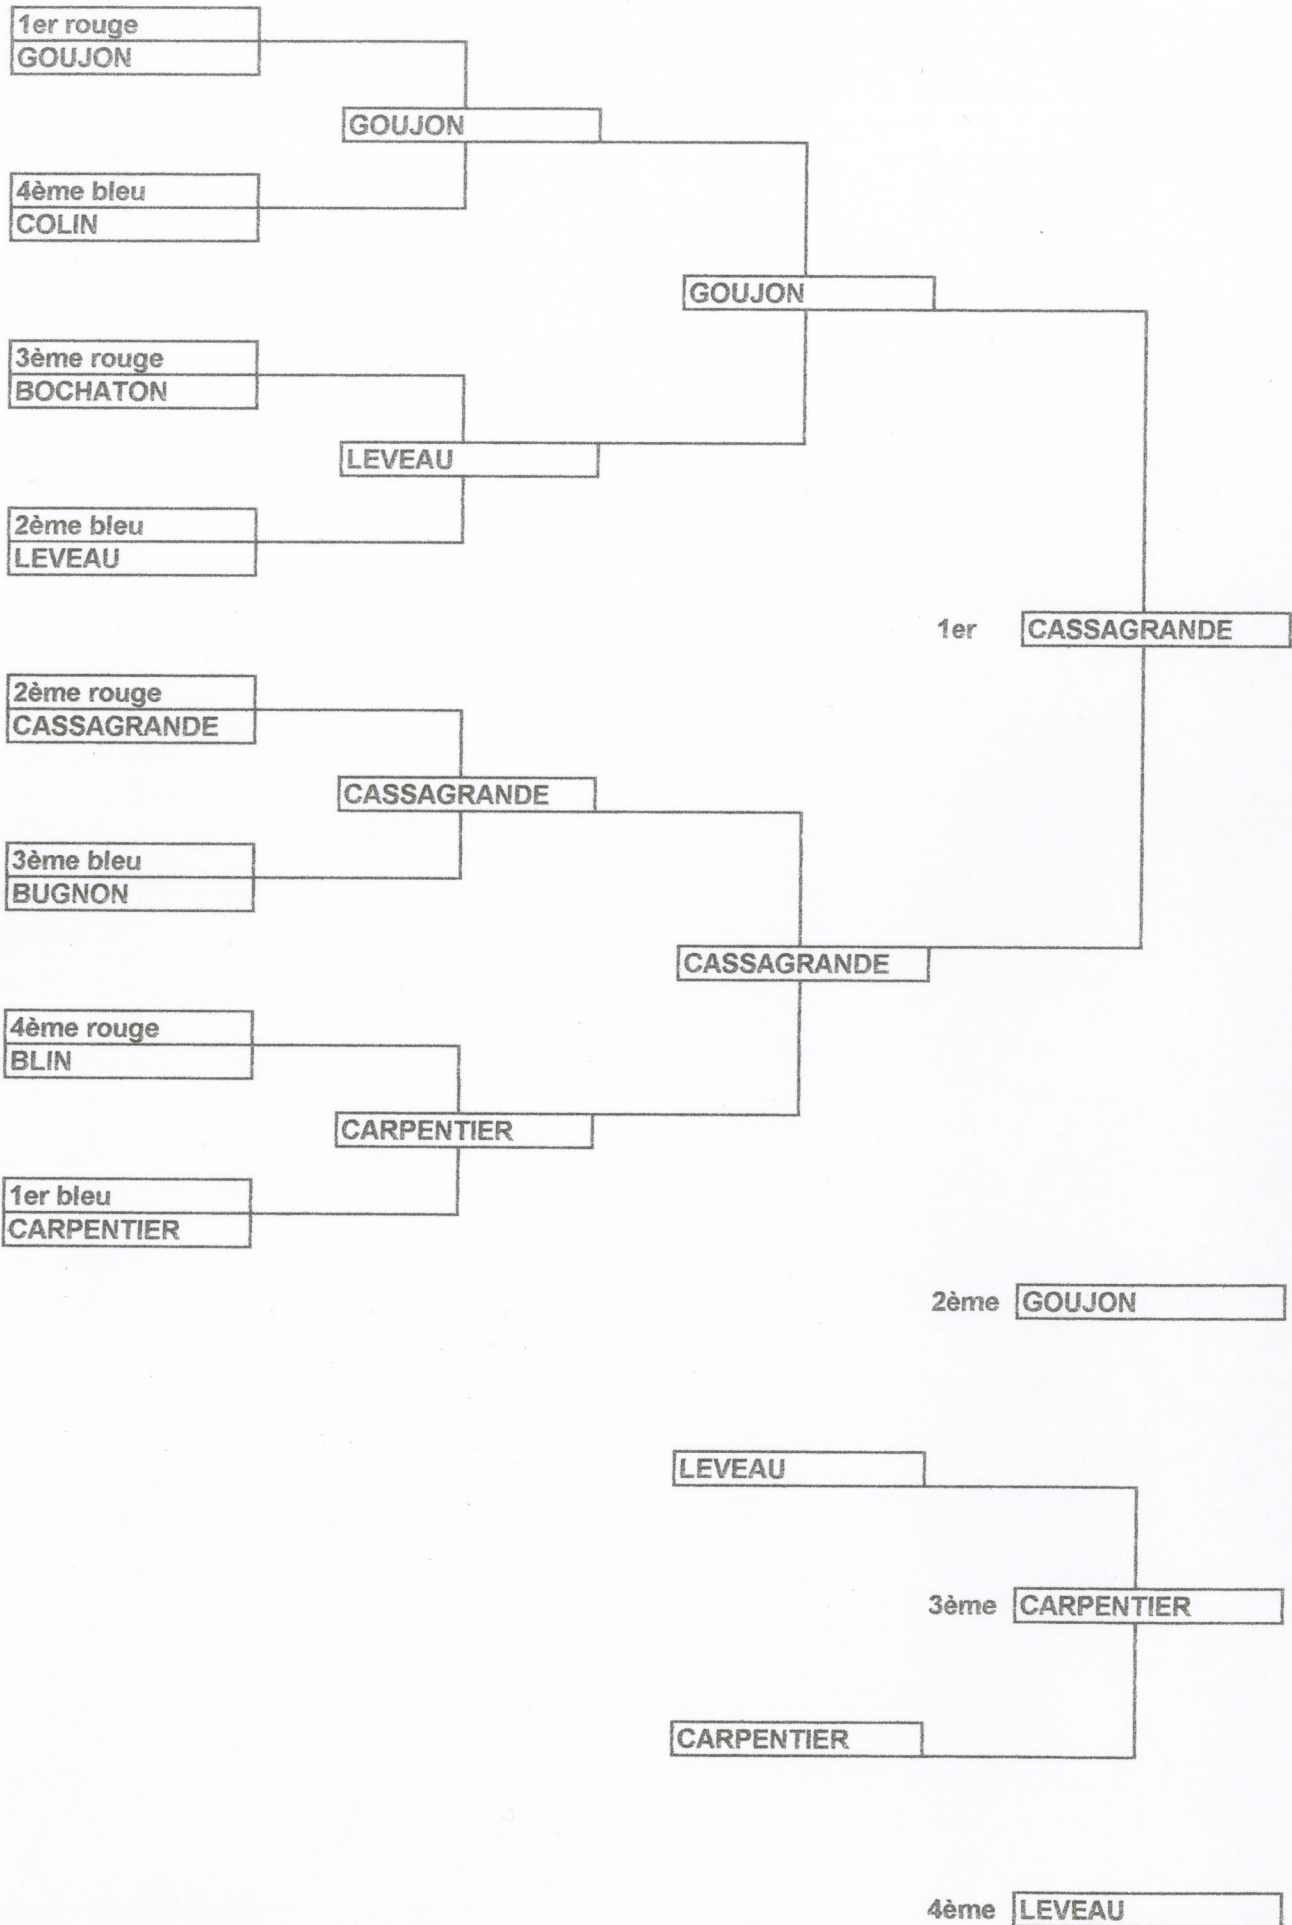 1er rouge
GOUJON
GOUJON
4ème bleu
COLIN
GOUJON
3ème rouge
BOCHATON
LEVEAU
2ème bleu
LEVEAU
1er CASSAGRANDE
2ème rouge
CASSAGRANDE
CASSAGRANDE
3ème bleu
BUGNON
CASSAGRANDE
4ème rouge
BLIN
CARPENTIER
1er bleu
CARPENTIER
2ème GOUJON
LEVEAU
3ème CARPENTIER
CARPENTIER
4ème LEVEAU